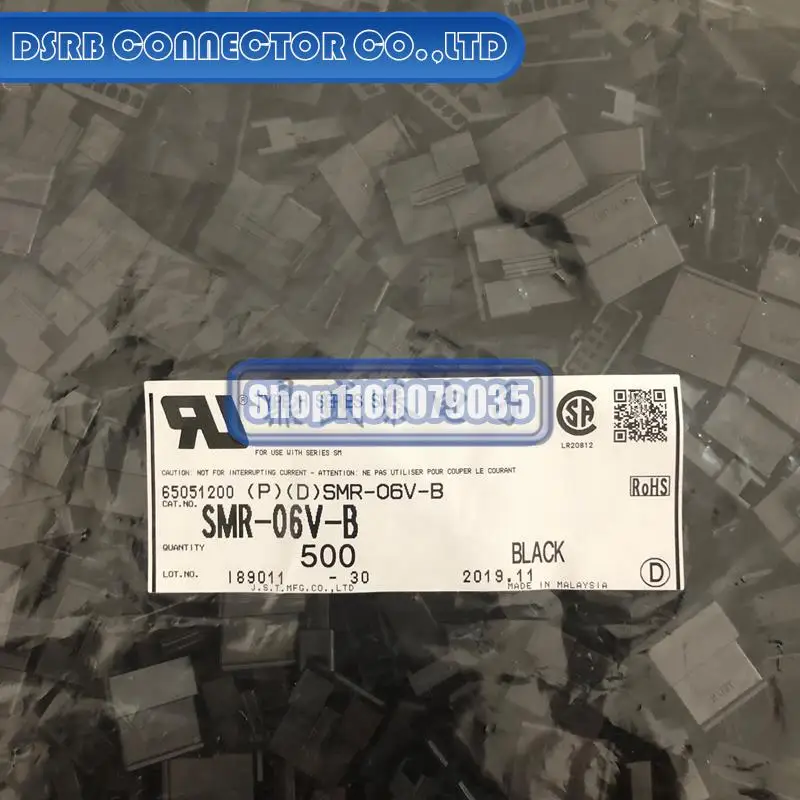 DSRB CONNECTOR CO.,LTD
Shop1106079035
FOR USE WITH SERIES SM
LR20812
CAUTION: NOT FOR INTERRUPTING CURRENT - ATTENTION: NE PAS UTILISER POUR COUPER LE COURANT
65051200 (P)(D)SMR-06V-B
RoHS
CAT.NO.
SMR-06V-B
QUANTITY
500
BLACK
LOT.NO. I89011 -30 2019.11
J.S.T.MFG.CO.,LTD
MADE IN MALAYSIA
D